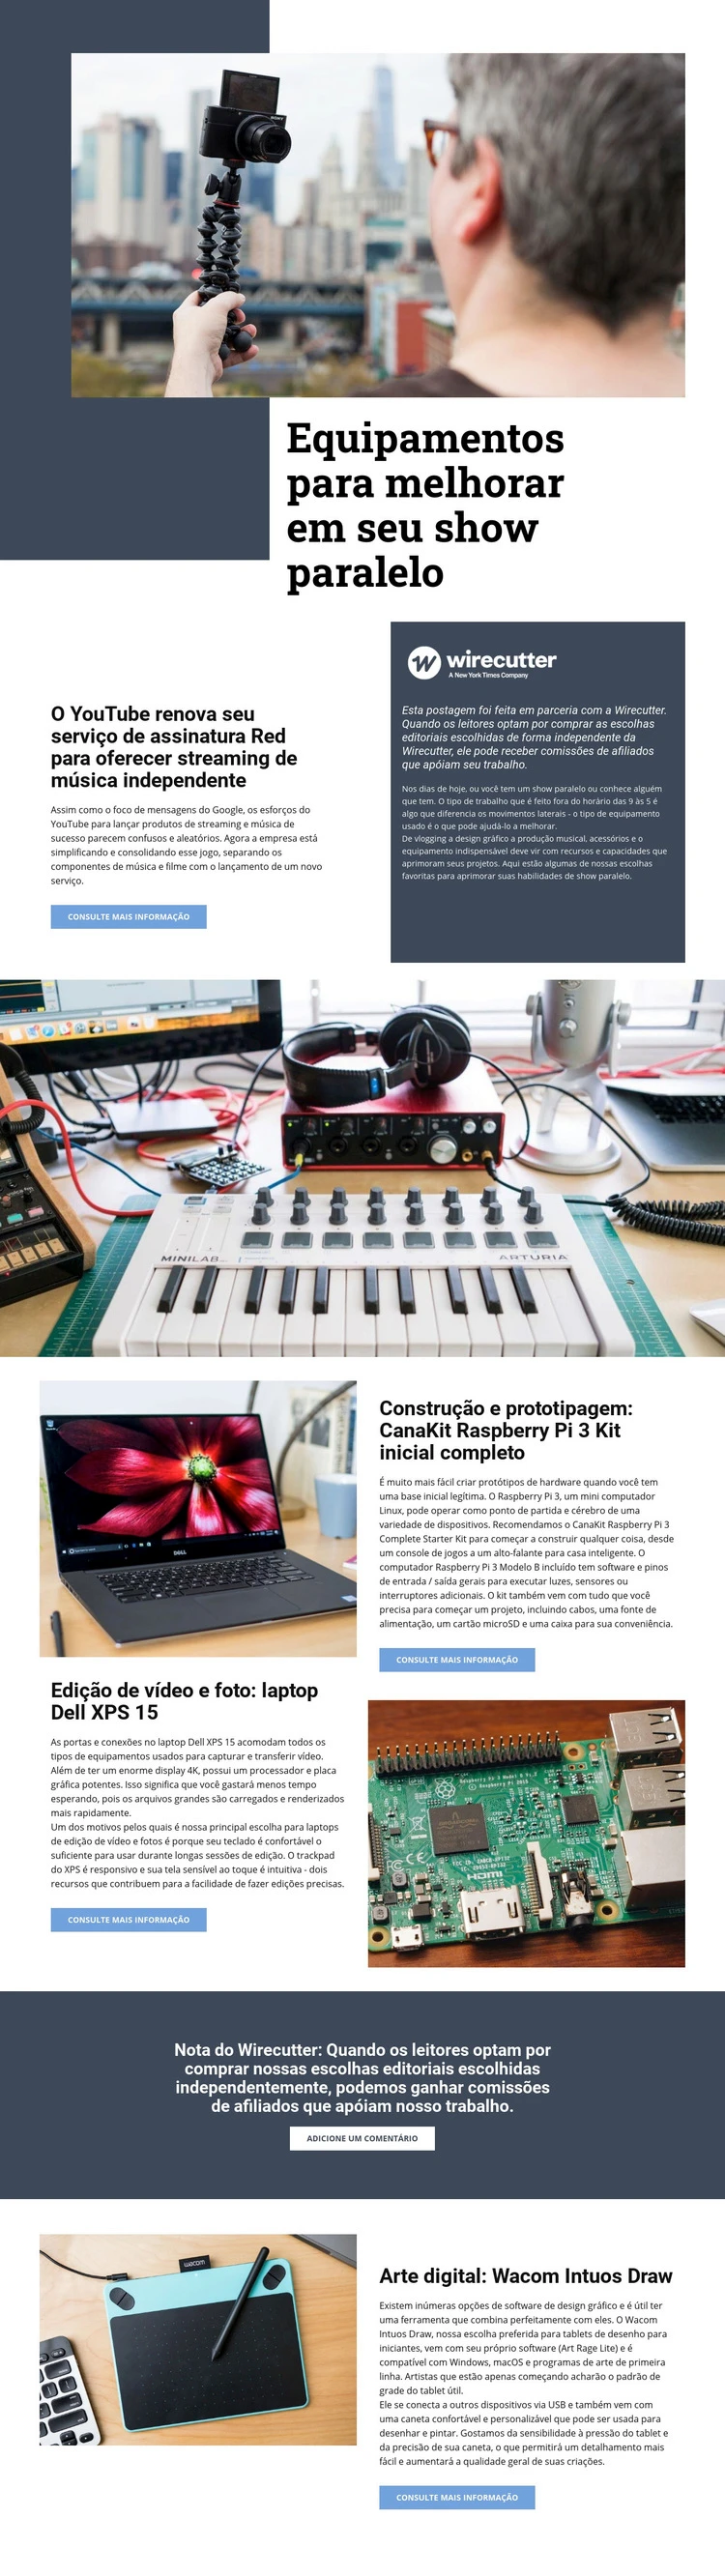 SONY
Equipamentos
para melhorar
em seu show
paralelo
wirecutter
A New York Times Company
Esta postagem foi feita em parceria com a Wirecutter.
Quando os leitores optam por comprar as escolhas
editoriais escolhidas de forma independente da
Wirecutter, ele pode receber comissões de afiliados
que apóiam seu trabalho.
Nos dias de hoje, ou você tem um show paralelo ou conhece alguém
que tem. O tipo de trabalho que é feito fora do horário das 9 às 5 é
algo que diferencia os movimentos laterais - o tipo de equipamento
usado é o que pode ajudá-lo a melhorar.
De vlogging a design gráfico a produção musical, acessórios e o
equipamento indispensável deve vir com recursos e capacidades que
aprimoram seus projetos. Aqui estão algumas de nossas escolhas
favoritas para aprimorar suas habilidades de show paralelo.
O YouTube renova seu
serviço de assinatura Red
para oferecer streaming de
música independente
Assim como o foco de mensagens do Google, os esforços do
YouTube para lançar produtos de streaming e música de
sucesso parecem confusos e aleatórios. Agora a empresa está
simplificando e consolidando esse jogo, separando os
componentes de música e filme com o lançamento de um novo
serviço.
CONSULTE MAIS INFORMAÇÃO
MINILAB
ARTURIA
DELL
Construção e prototipagem:
CanaKit Raspberry Pi 3 Kit
inicial completo
É muito mais fácil criar protótipos de hardware quando você tem
uma base inicial legítima. O Raspberry Pi 3, um mini computador
Linux, pode operar como ponto de partida e cérebro de uma
variedade de dispositivos. Recomendamos o CanaKit Raspberry Pi 3
Complete Starter Kit para começar a construir qualquer coisa, desde
um console de jogos a um alto-falante para casa inteligente. O
computador Raspberry Pi 3 Modelo B incluído tem software e pinos
de entrada / saída gerais para executar luzes, sensores ou
interruptores adicionais. O kit também vem com tudo que você
precisa para começar um projeto, incluindo cabos, uma fonte de
alimentação, um cartão microSD e uma caixa para sua conveniência.
CONSULTE MAIS INFORMAÇÃO
Edição de vídeo e foto: laptop
Dell XPS 15
As portas e conexões no laptop Dell XPS 15 acomodam todos os
tipos de equipamentos usados para capturar e transferir vídeo.
Além de ter um enorme display 4K, possui um processador e placa
gráfica potentes. Isso significa que você gastará menos tempo
esperando, pois os arquivos grandes são carregados e renderizados
mais rapidamente.
Um dos motivos pelos quais é nossa principal escolha para laptops
de edição de vídeo e fotos é porque seu teclado é confortável o
suficiente para usar durante longas sessões de edição. O trackpad
do XPS é responsivo e sua tela sensível ao toque é intuitiva - dois
recursos que contribuem para a facilidade de fazer edições precisas.
CONSULTE MAIS INFORMAÇÃO
HDMI
Nota do Wirecutter: Quando os leitores optam por
comprar nossas escolhas editoriais escolhidas
independentemente, podemos ganhar comissões
de afiliados que apóiam nosso trabalho.
ADICIONE UM COMENTÁRIO
wacom
Arte digital: Wacom Intuos Draw
Existem inúmeras opções de software de design gráfico e é útil ter
uma ferramenta que combina perfeitamente com eles. O Wacom
Intuos Draw, nossa escolha preferida para tablets de desenho para
iniciantes, vem com seu próprio software (Art Rage Lite) e é
compatível com Windows, macOS e programas de arte de primeira
linha. Artistas que estão apenas começando acharão o padrão de
grade do tablet útil.
Ele se conecta a outros dispositivos via USB e também vem com
uma caneta confortável e personalizável que pode ser usada para
desenhar e pintar. Gostamos da sensibilidade à pressão do tablet e
da precisão de sua caneta, o que permitirá um detalhamento mais
fácil e aumentará a qualidade geral de suas criações.
CONSULTE MAIS INFORMAÇÃO